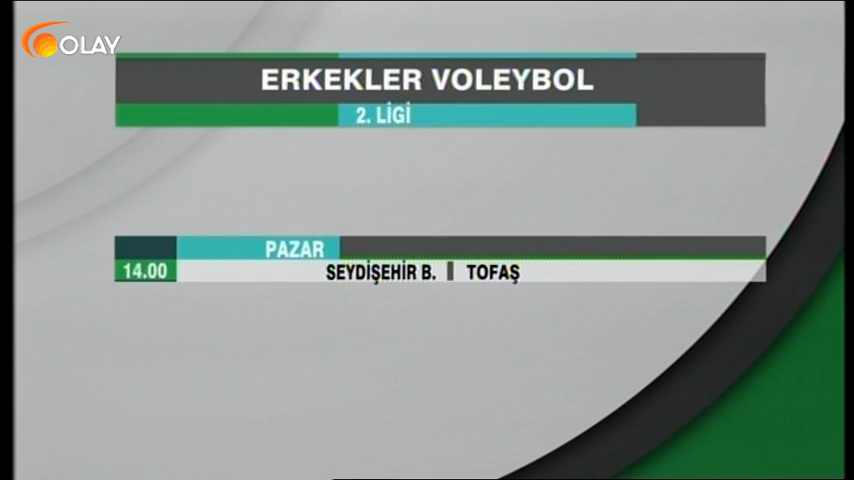 OLAY
ERKEKLER VOLEYBOL
2. LİGİ
PAZAR
14.00 SEYDİŞEHİR B. TOFAŞ